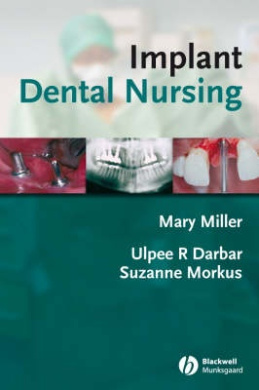 Implant
Dental Nursing
Mary Miller
Ulpee R Darbar
Suzanne Morkus
Blackwell
Munksgaard